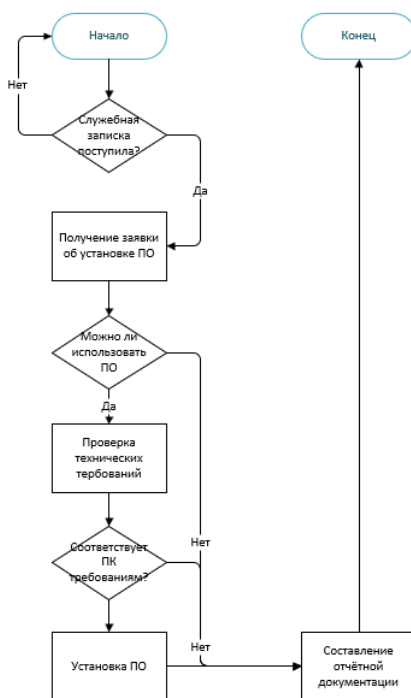 Начало
Конец
Нет
Служебная
записка
поступила?
Да
Получение заявки
об установке ПО
Можно ли
использовать
ПО
Да
Проверка
технических
тербований
Нет
Соответствует
ПК
требованиям?
Нет
Установка ПО
Составление
отчётной
документации